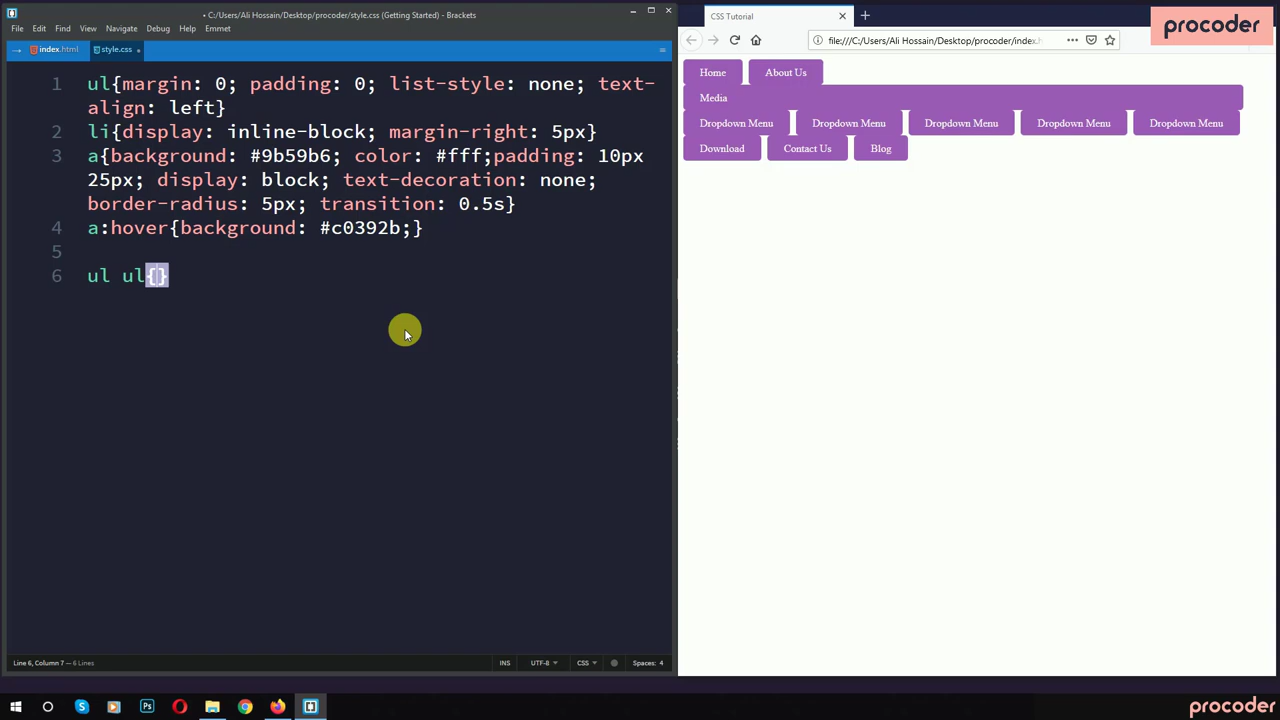 • C:/Users/Ali Hossain/Desktop/procoder/style.css (Getting Started) - Brackets
File Edit Find View Navigate Debug Help Emmet
index.html style.css •
1 ul{margin: 0; padding: 0; list-style: none; text-
align: left}
2 li{display: inline-block; margin-right: 5px}
3 a{background: #9b59b6; color: #fff;padding: 10px
25px; display: block; text-decoration: none;
border-radius: 5px; transition: 0.5s}
4 a:hover{background: #c0392b;}
5
6 ul ul{}
Line 6, Column 7 — 6 Lines
INS UTF-8 CSS Spaces: 4
CSS Tutorial
procoder
file:///C:/Users/Ali Hossain/Desktop/procoder/index.h
Home About Us
Media
Dropdown Menu Dropdown Menu Dropdown Menu Dropdown Menu Dropdown Menu
Download Contact Us Blog
procoder